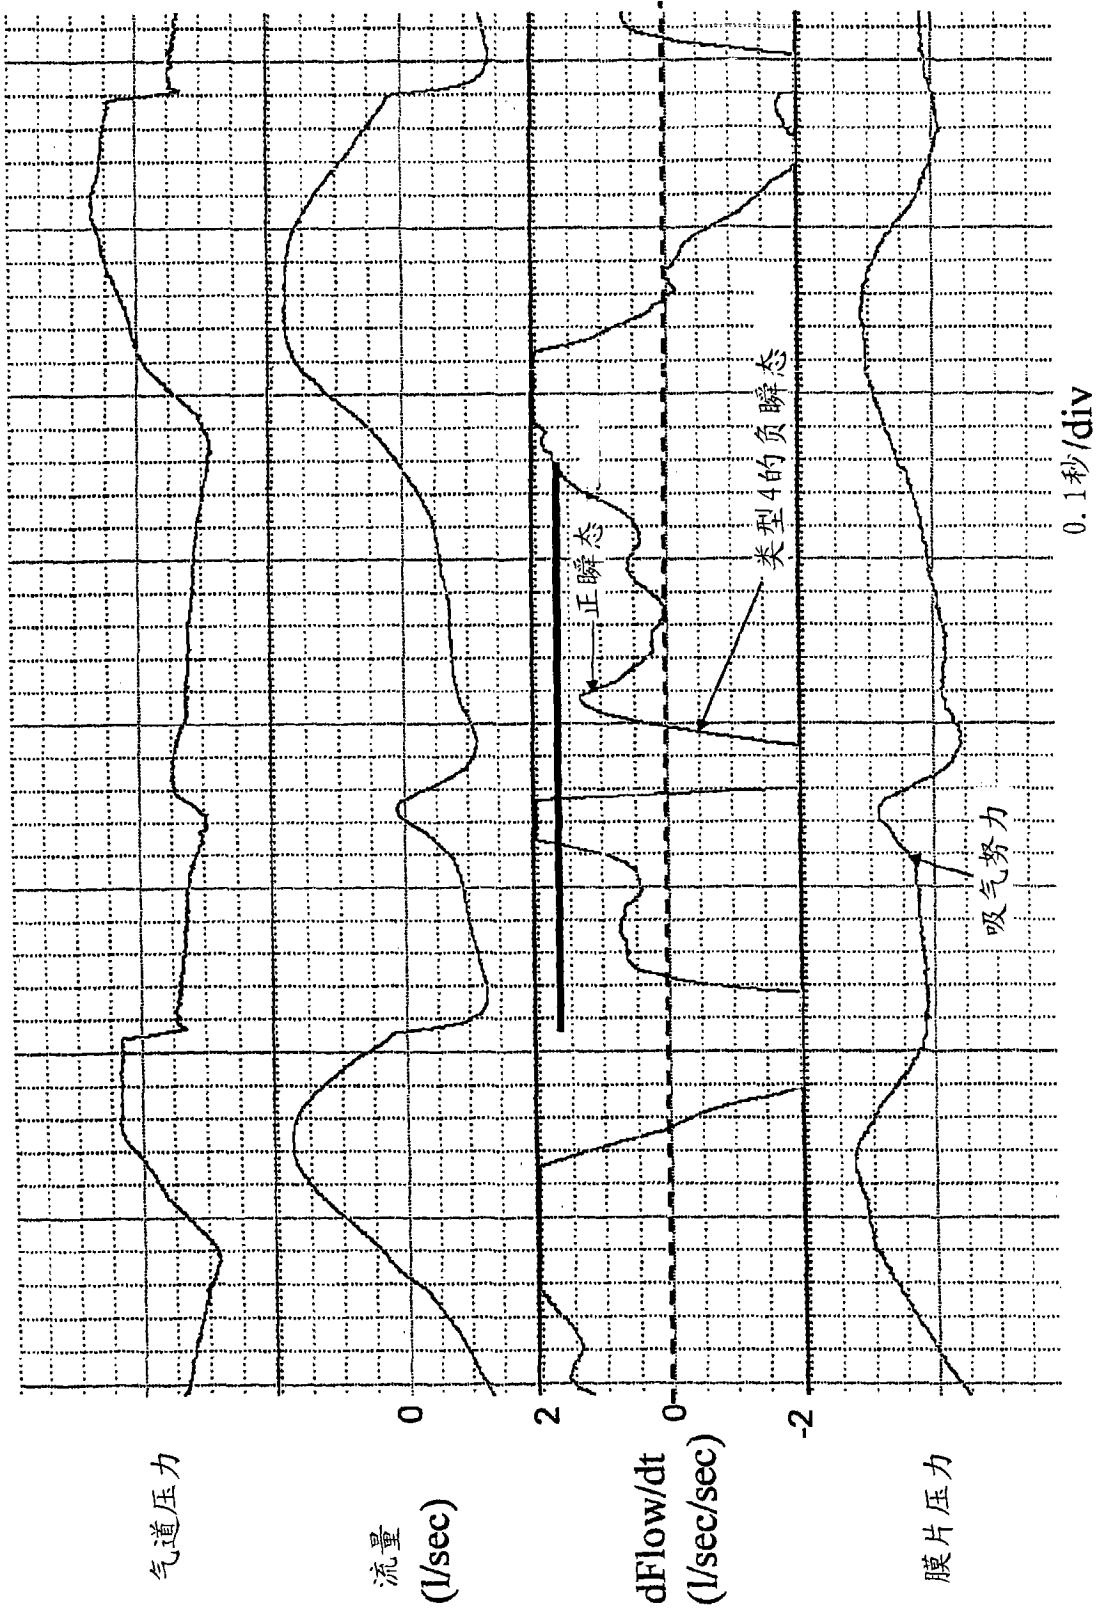 气道压力
流量
(l/sec)
0
dFlow/dt
(l/sec/sec)
2
0
-2
正瞬态
类型4的负瞬态
膜片压力
吸气努力
0.1秒/div